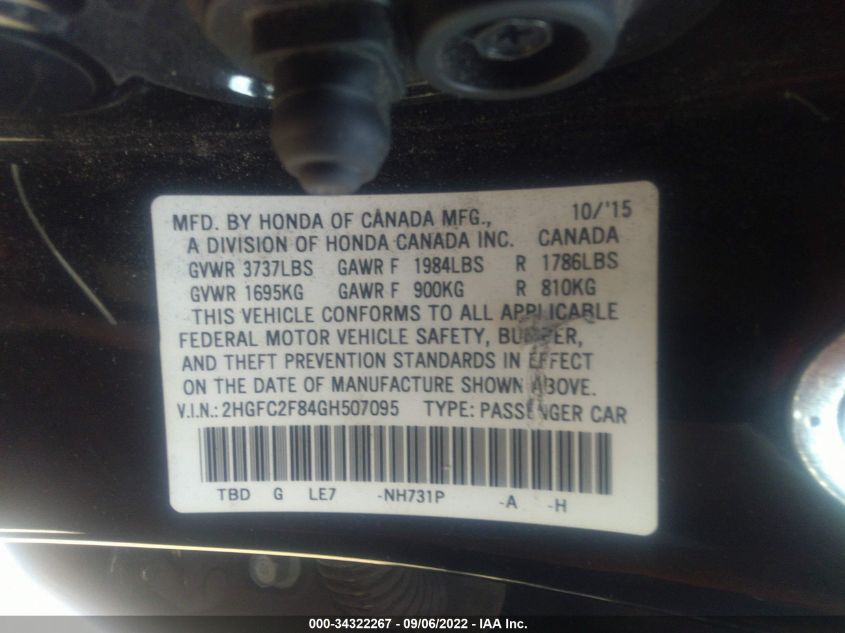 MFD. BY HONDA OF CANADA MFG., 10/'15
A DIVISION OF HONDA CANADA INC. CANADA
GVWR 3737LBS GAWR F 1984LBS R 1786LBS
GVWR 1695KG GAWR F 900KG R 810KG
THIS VEHICLE CONFORMS TO ALL APPLICABLE
FEDERAL MOTOR VEHICLE SAFETY, BUMPER,
AND THEFT PREVENTION STANDARDS IN EFFECT
ON THE DATE OF MANUFACTURE SHOWN ABOVE.
V.I.N.: 2HGFC2F84GH507095 TYPE: PASSENGER CAR
TBD G LE7 -NH731P -A -H
000-34322267 - 09/06/2022 - IAA Inc.